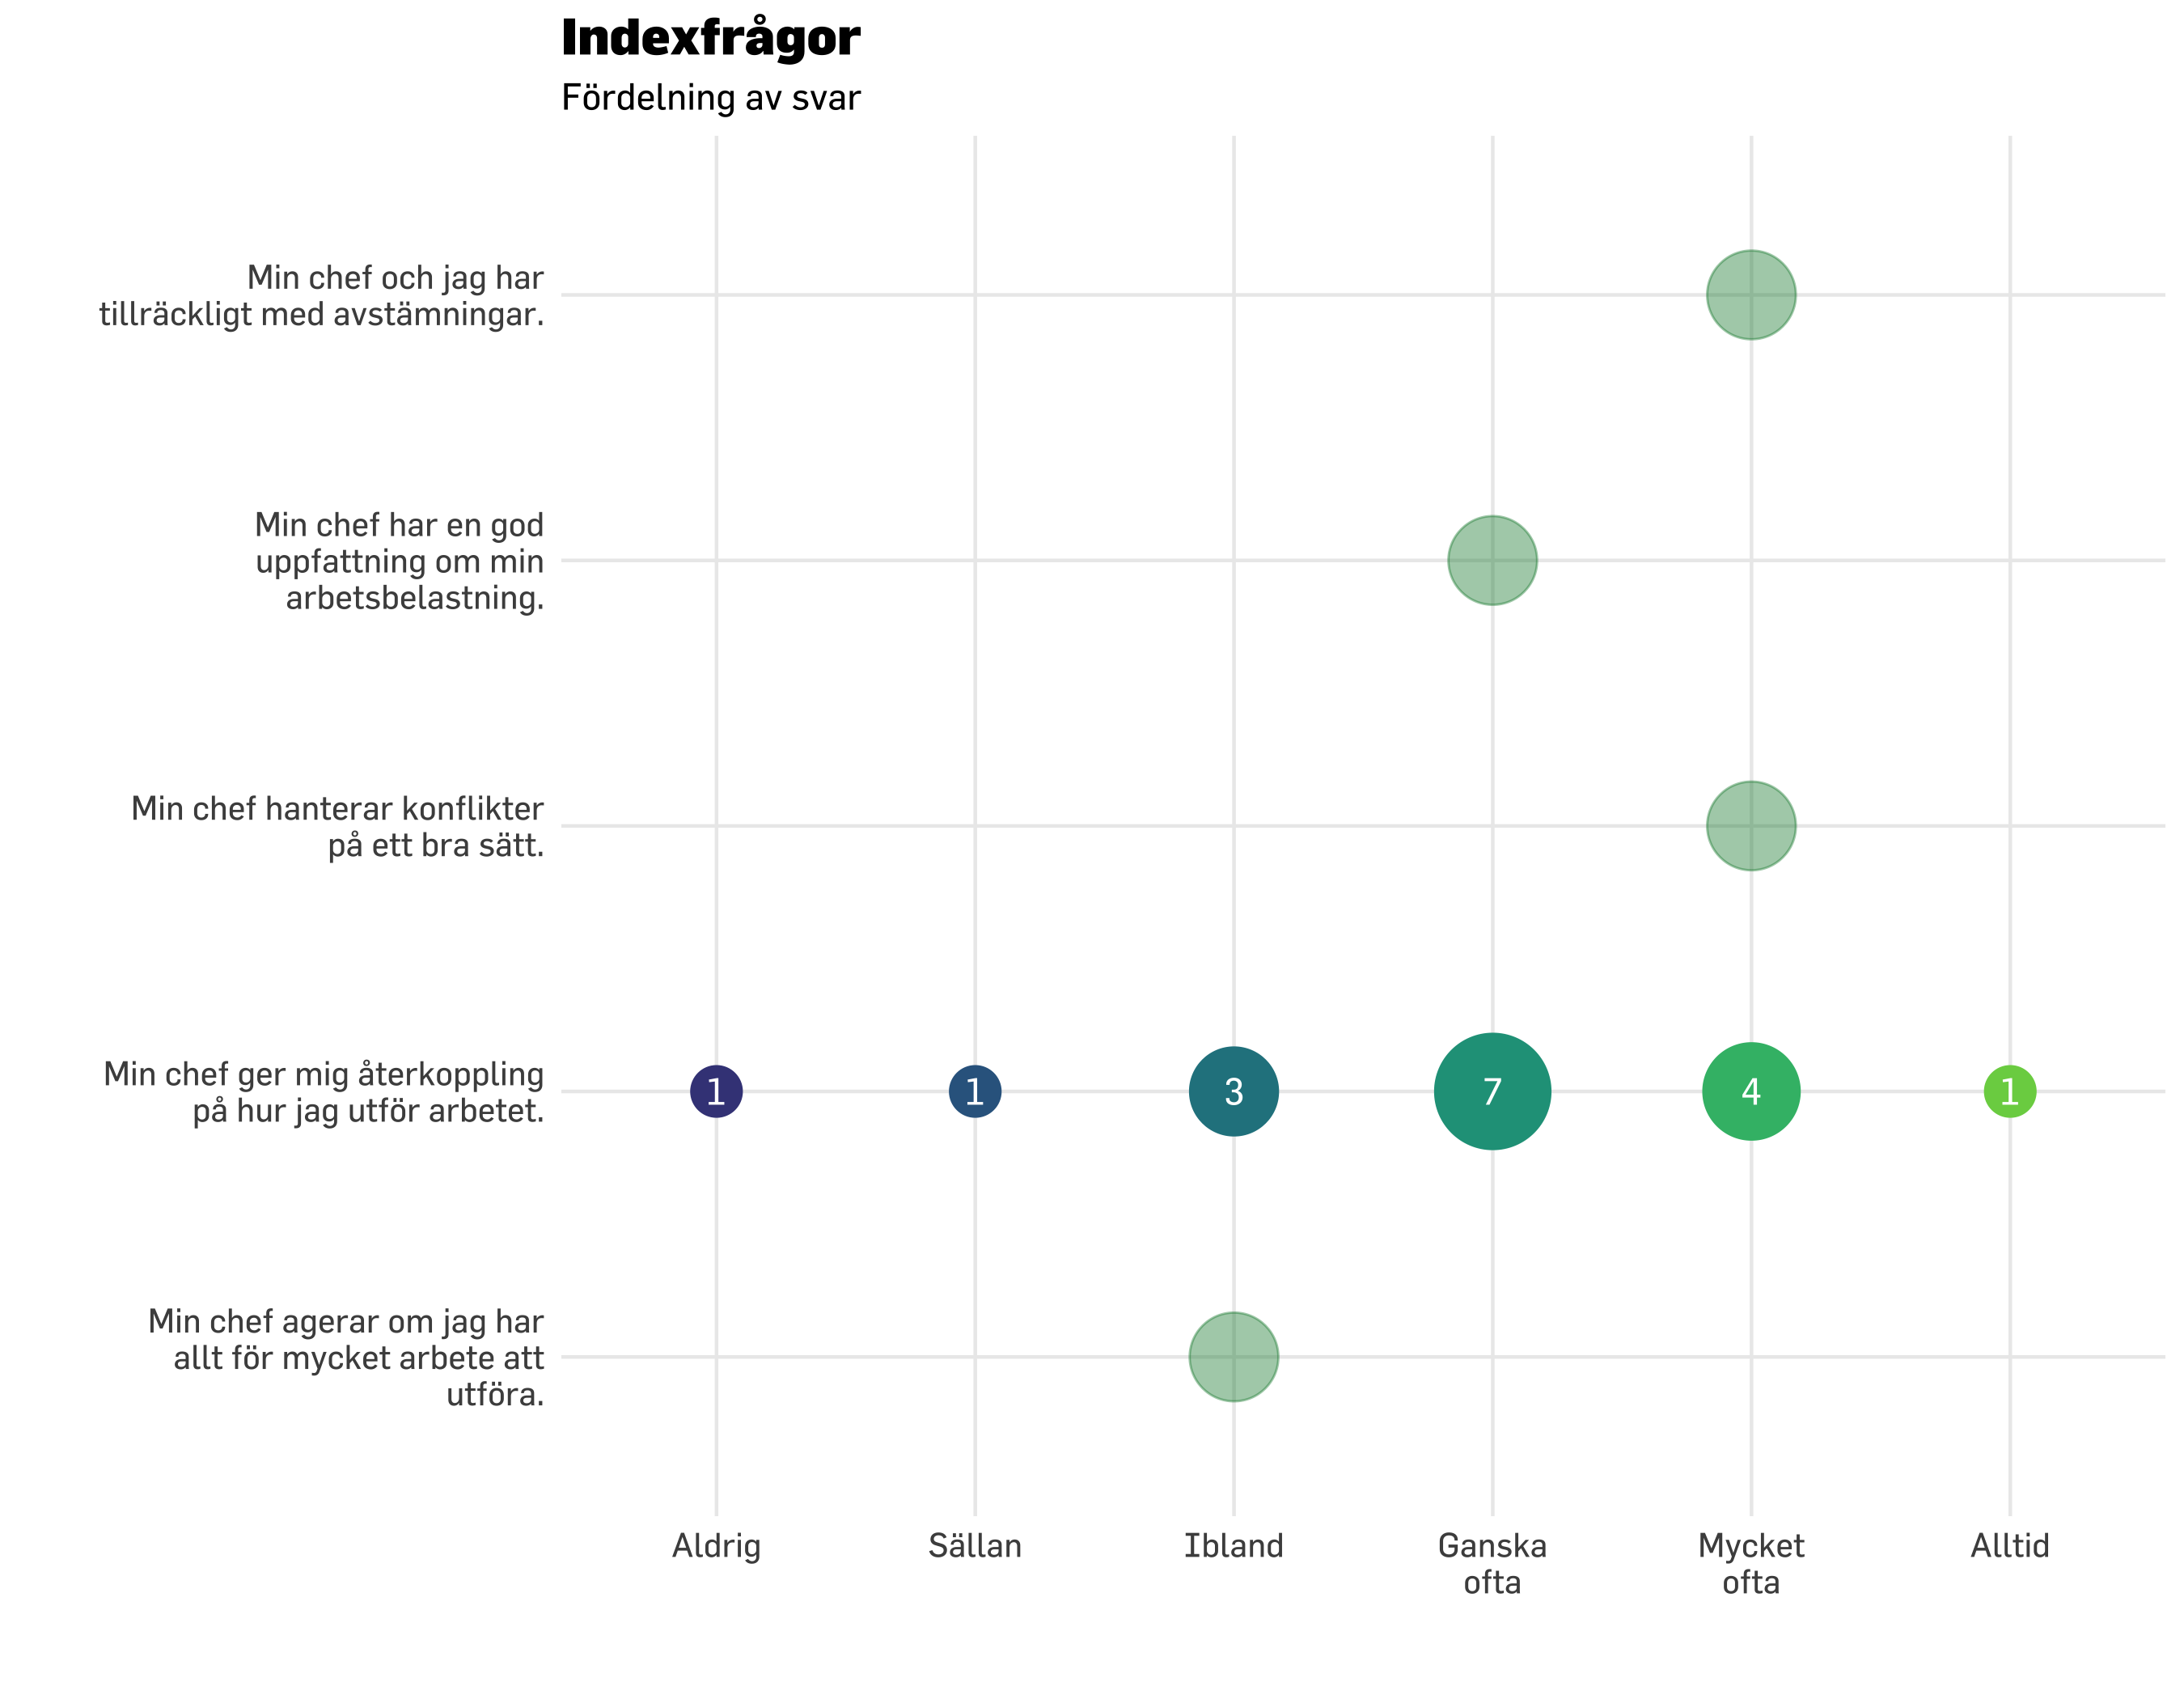 Indexfrågor
Fördelning av svar
Min chef och jag har
tillräckligt med avstämningar.
Min chef har en god
uppfattning om min
arbetsbelastning.
Min chef hanterar konflikter
på ett bra sätt.
Min chef ger mig återkoppling
på hur jag utför arbetet.
1 1 3 7 4 1
Min chef agerar om jag har
allt för mycket arbete att
utföra.
Aldrig Sällan Ibland Ganska Mycket Alltid
ofta ofta